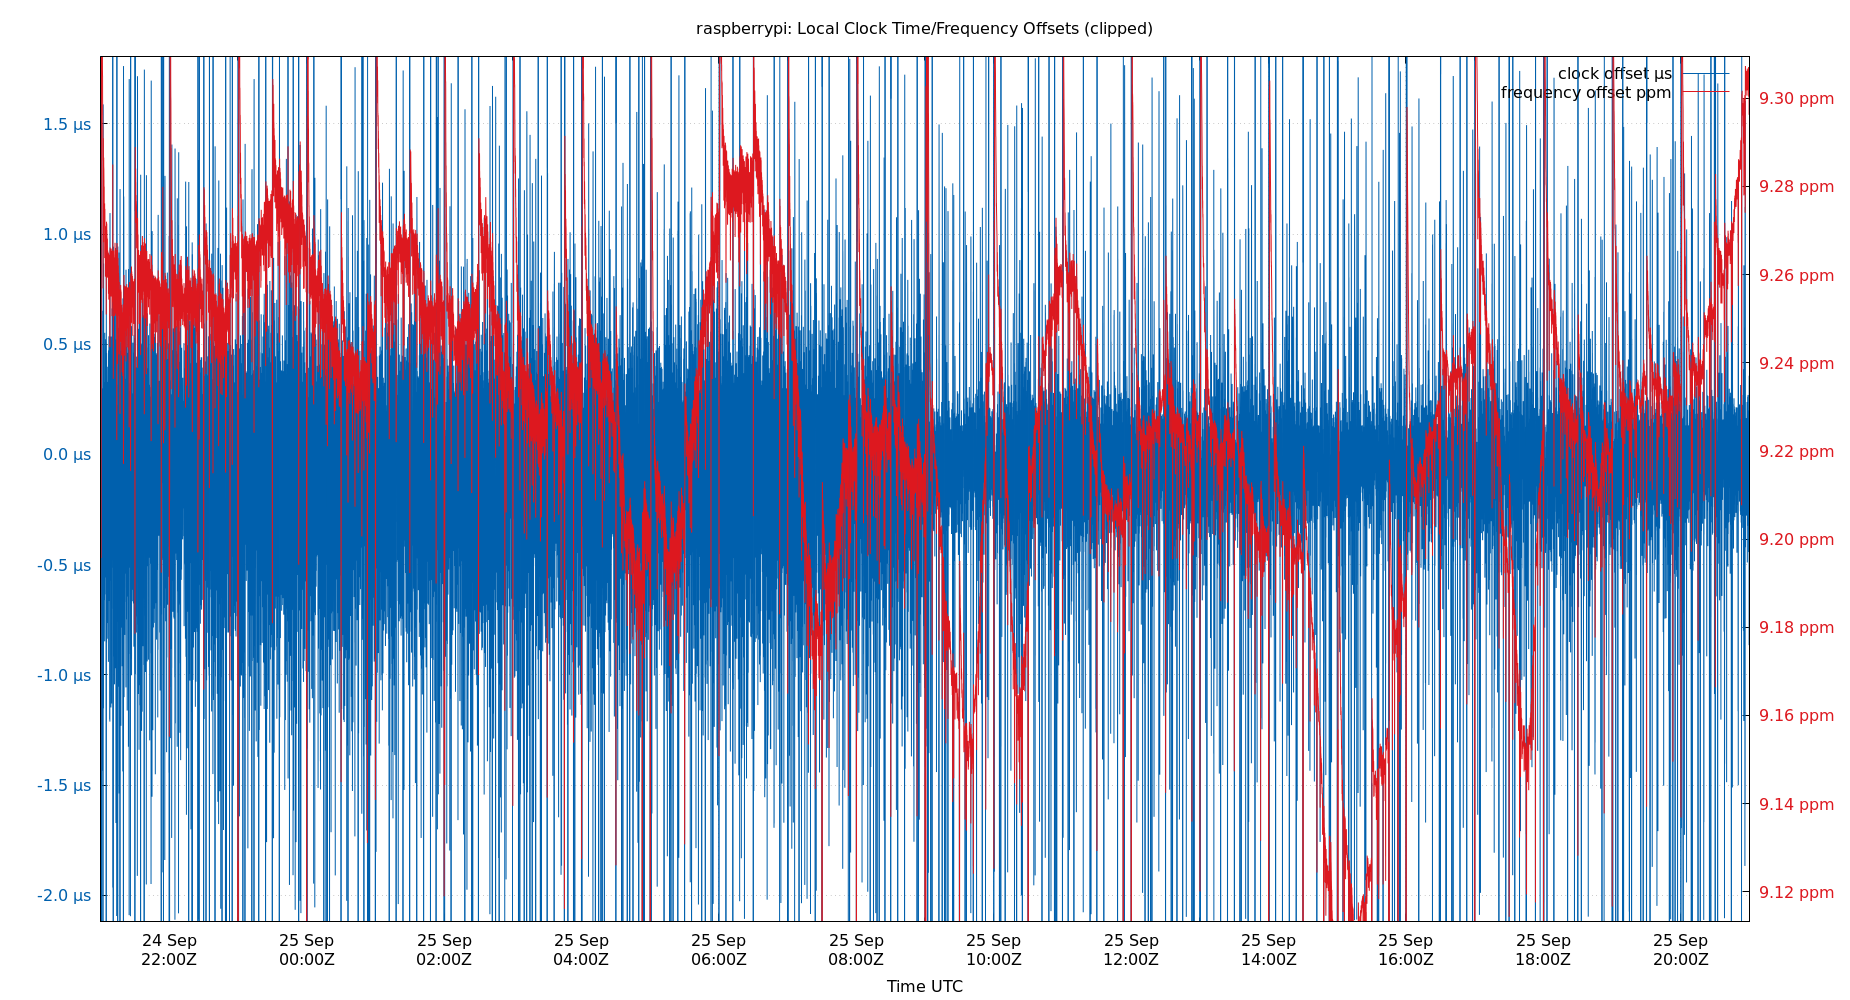 raspberrypi: Local Clock Time/Frequency Offsets (clipped)
clock offset µs
frequency offset ppm
1.5 µs
1.0 µs
0.5 µs
0.0 µs
-0.5 µs
-1.0 µs
-1.5 µs
-2.0 µs
9.30 ppm
9.28 ppm
9.26 ppm
9.24 ppm
9.22 ppm
9.20 ppm
9.18 ppm
9.16 ppm
9.14 ppm
9.12 ppm
24 Sep 25 Sep 25 Sep 25 Sep 25 Sep 25 Sep 25 Sep 25 Sep 25 Sep 25 Sep 25 Sep 25 Sep
22:00Z 00:00Z 02:00Z 04:00Z 06:00Z 08:00Z 10:00Z 12:00Z 14:00Z 16:00Z 18:00Z 20:00Z
Time UTC